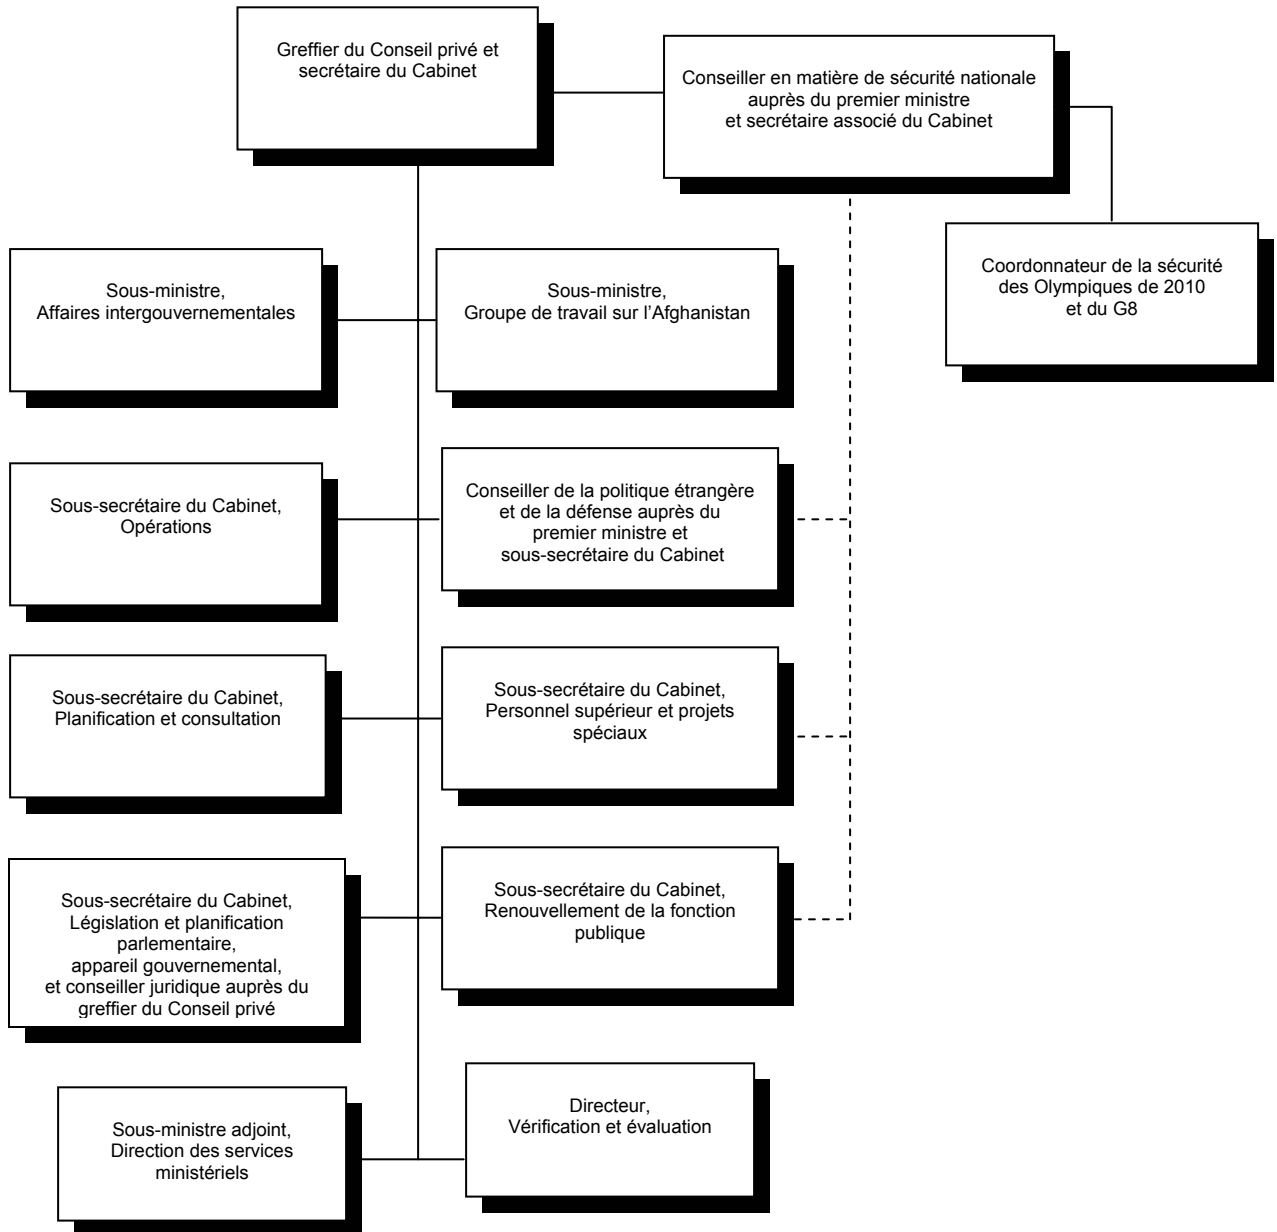 Greffier du Conseil privé et
secrétaire du Cabinet
Conseiller en matière de sécurité nationale
auprès du premier ministre
et secrétaire associé du Cabinet
Coordonnateur de la sécurité
des Olympiques de 2010
et du G8
Sous-ministre,
Affaires intergouvernementales
Sous-ministre,
Groupe de travail sur l’Afghanistan
Sous-secrétaire du Cabinet,
Opérations
Conseiller de la politique étrangère
et de la défense auprès du
premier ministre et
sous-secrétaire du Cabinet
Sous-secrétaire du Cabinet,
Planification et consultation
Sous-secrétaire du Cabinet,
Personnel supérieur et projets
spéciaux
Sous-secrétaire du Cabinet,
Législation et planification
parlementaire,
appareil gouvernemental,
et conseiller juridique auprès du
greffier du Conseil privé
Sous-secrétaire du Cabinet,
Renouvellement de la fonction
publique
Sous-ministre adjoint,
Direction des services
ministériels
Directeur,
Vérification et évaluation